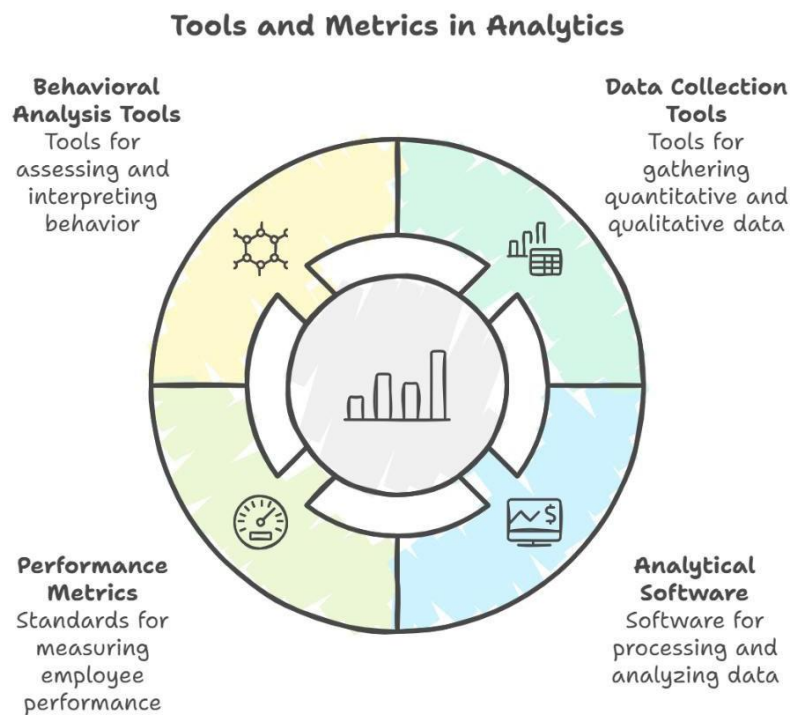 Tools and Metrics in Analytics
Behavioral
Analysis Tools
Tools for
assessing and
interpreting
behavior
Data Collection
Tools
Tools for
gathering
quantitative and
qualitative data
$
Performance
Metrics
Standards for
measuring
employee
performance
Analytical
Software
Software for
processing and
analyzing data